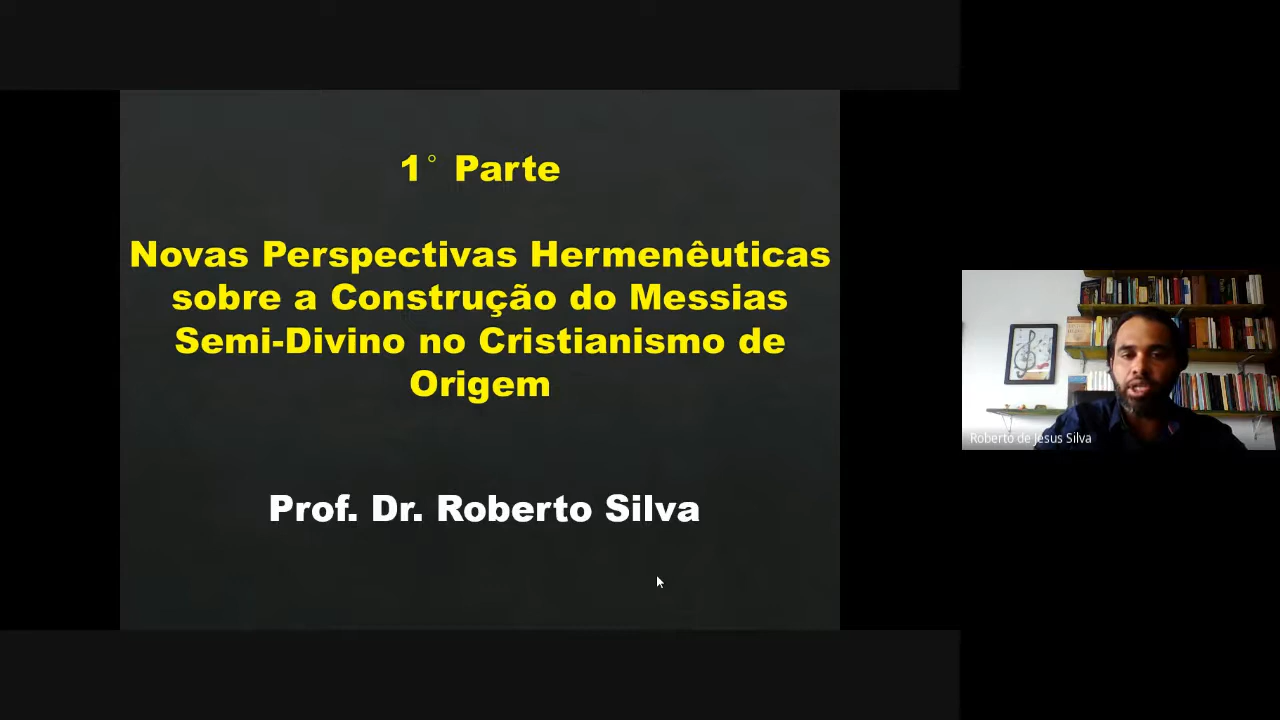 1° Parte
Novas Perspectivas Hermenêuticas
sobre a Construção do Messias
Semi-Divino no Cristianismo de
Origem
Prof. Dr. Roberto Silva
Roberto de Jesus Silva